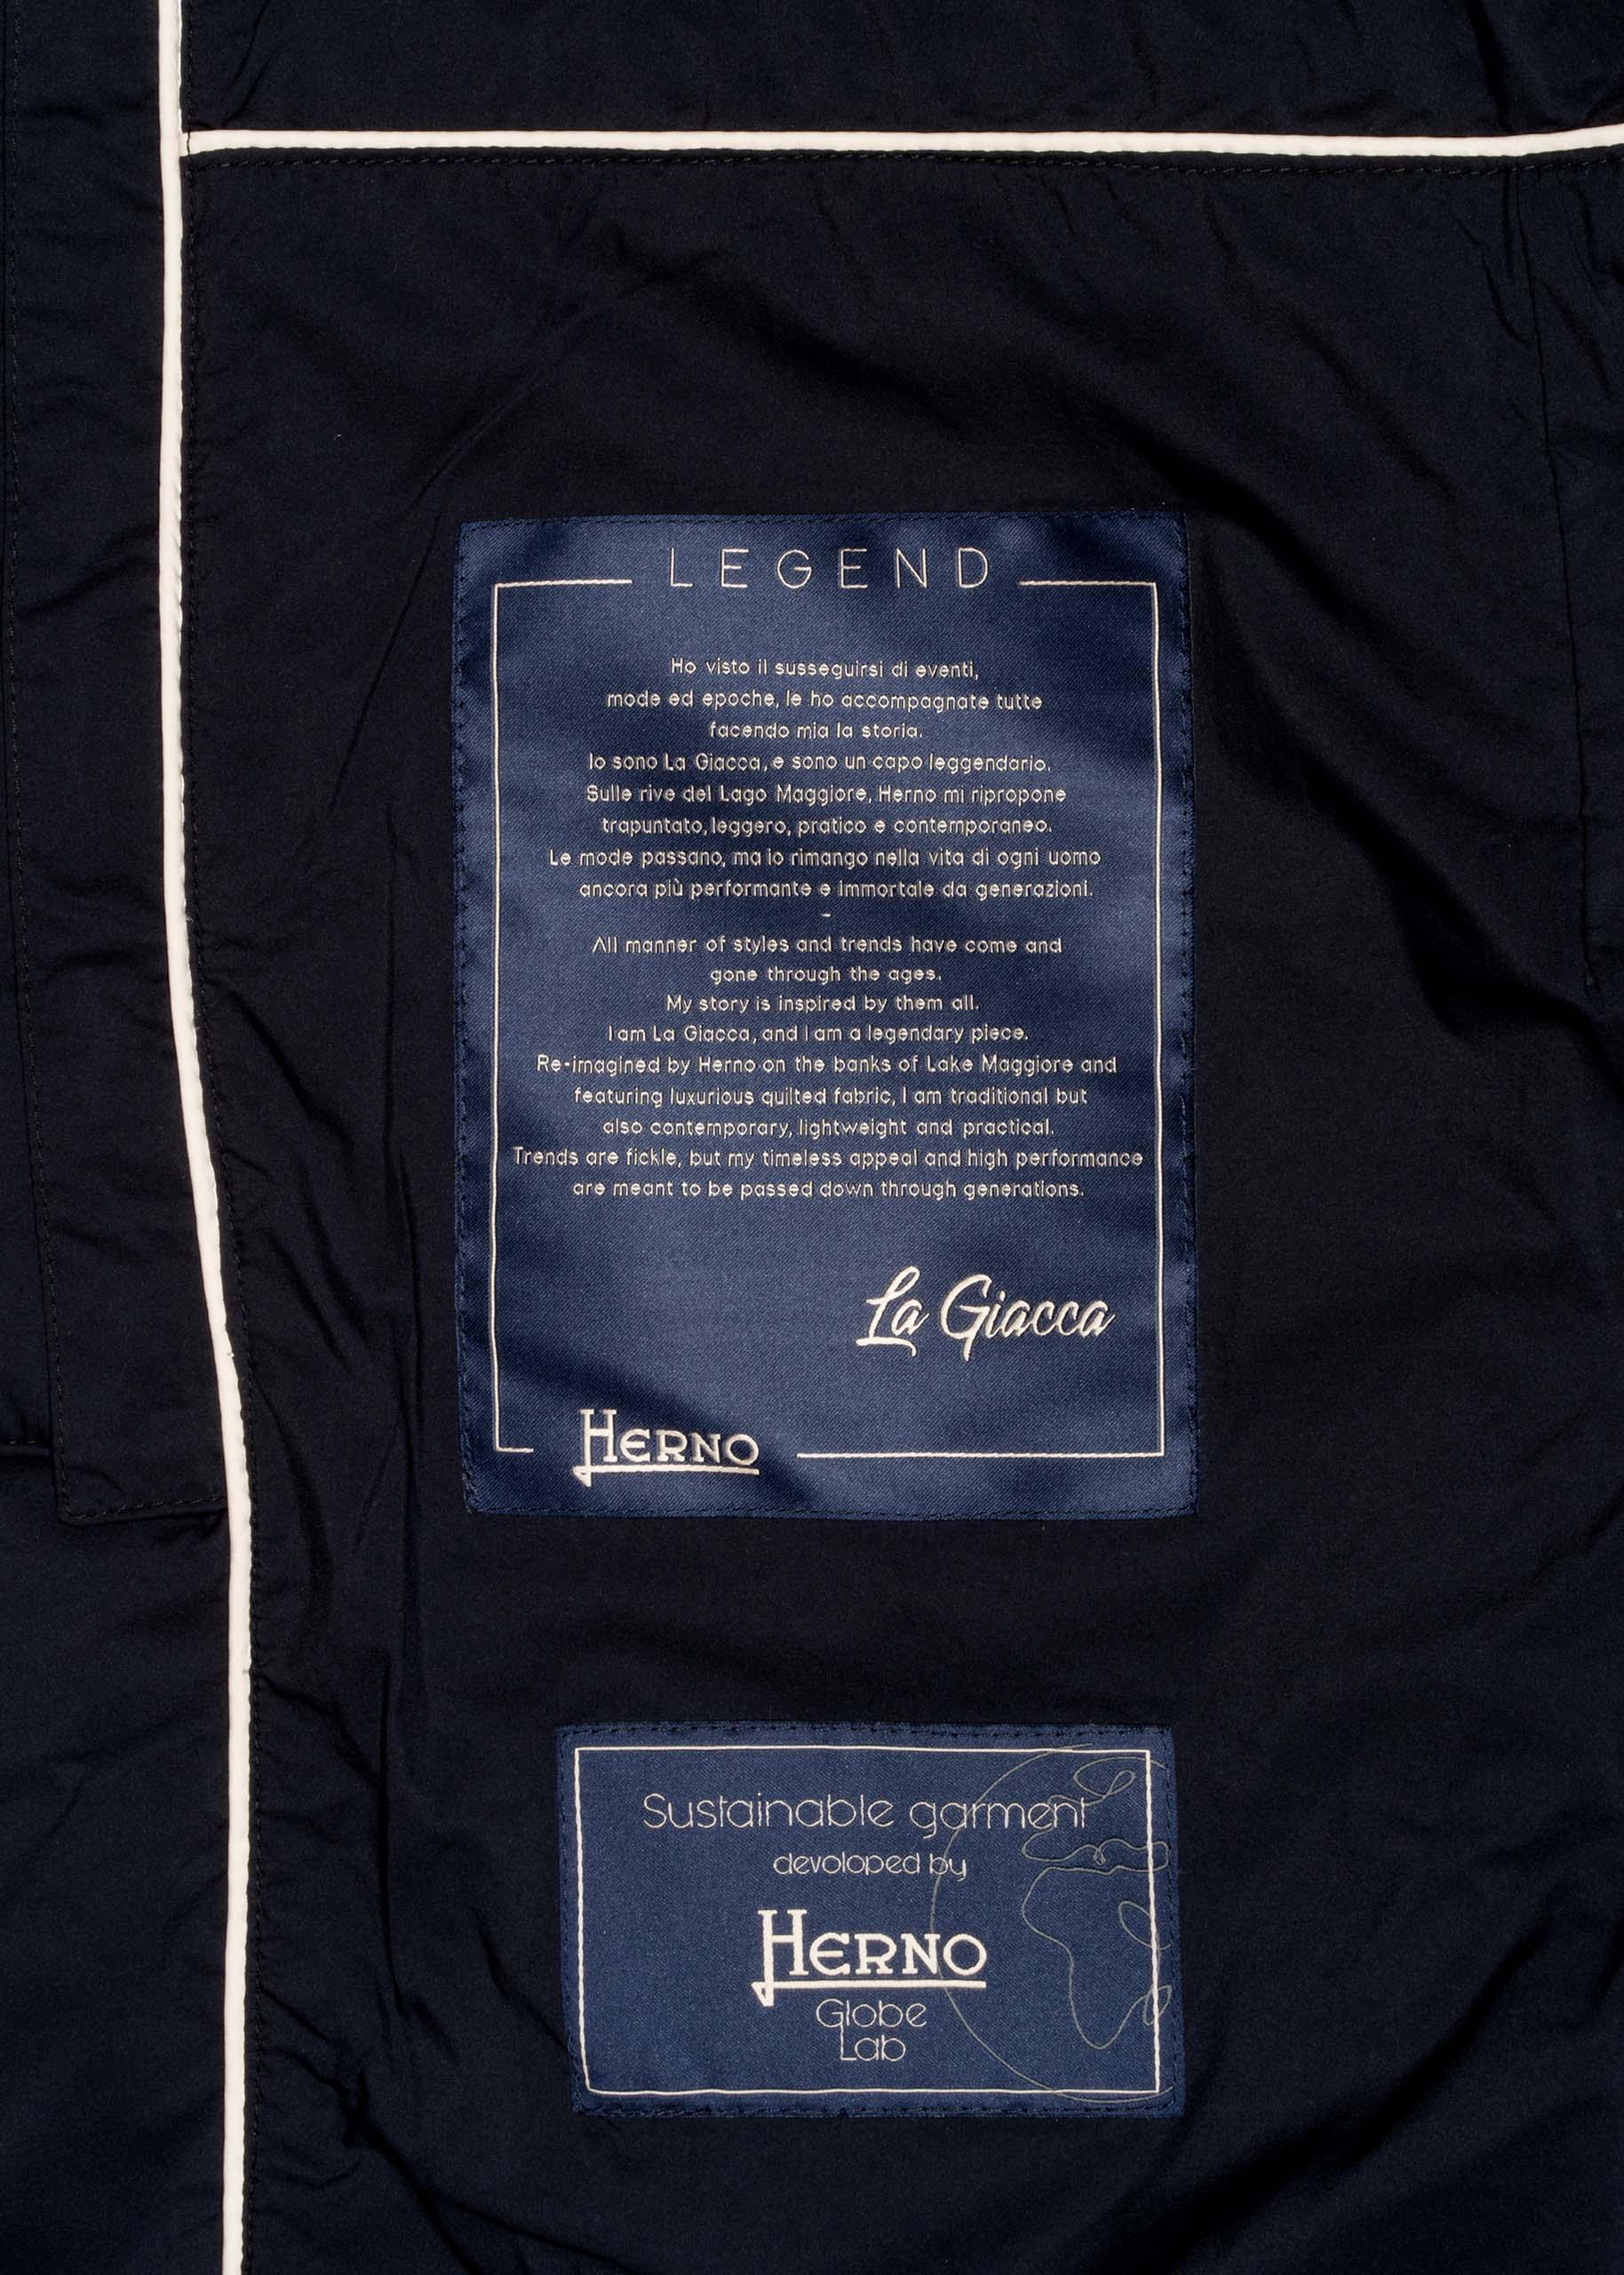 LEGEND
Ho visto il susseguirsi di eventi,
mode ed epoche, le ho accompagnate tutte
facendo mia la storia.
Io sono La Giacca, e sono un capo leggendario.
Sulle rive del Lago Maggiore, Herno mi ripropone
trapuntato, leggero, pratico e contemporaneo.
Le mode passano, ma io rimango nella vita di ogni uomo
ancora più performante e immortale da generazioni.
-
All manner of styles and trends have come and
gone through the ages.
My story is inspired by them all.
I am La Giacca, and I am a legendary piece.
Re-imagined by Herno on the banks of Lake Maggiore and
featuring luxurious quilted fabric, I am traditional but
also contemporary, lightweight and practical.
Trends are fickle, but my timeless appeal and high performance
are meant to be passed down through generations.
La Giacca
HERNO
Sustainable garment
devoloped by
HERNO
Globe
Lab